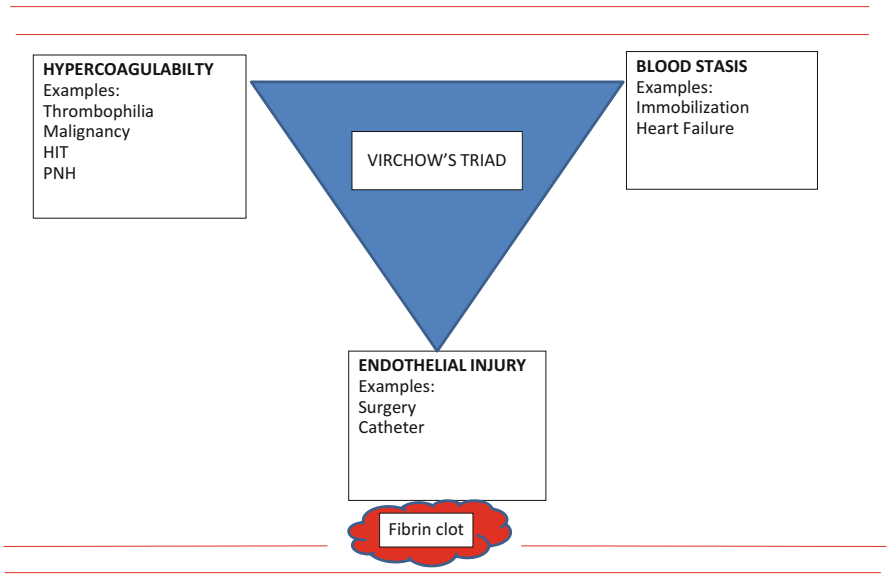 HYPERCOAGULABILTY
Examples:
Thrombophilia
Malignancy
HIT
PNH
VIRCHOW'S TRIAD
BLOOD STASIS
Examples:
Immobilization
Heart Failure
ENDOTHELIAL INJURY
Examples:
Surgery
Catheter
Fibrin clot